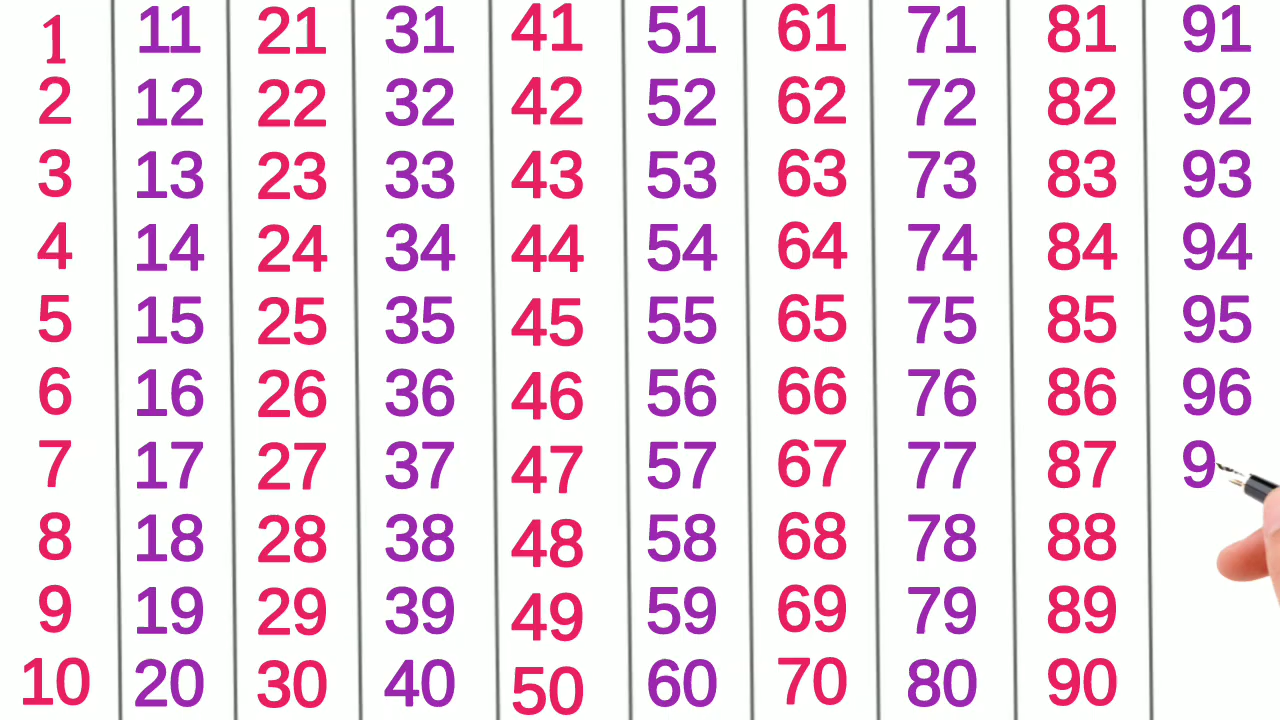 1 11 21 31 41 51 61 71 81 91
2 12 22 32 42 52 62 72 82 92
3 13 23 33 43 53 63 73 83 93
4 14 24 34 44 54 64 74 84 94
5 15 25 35 45 55 65 75 85 95
6 16 26 36 46 56 66 76 86 96
7 17 27 37 47 57 67 77 87 9
8 18 28 38 48 58 68 78 88
9 19 29 39 49 59 69 79 89
10 20 30 40 50 60 70 80 90